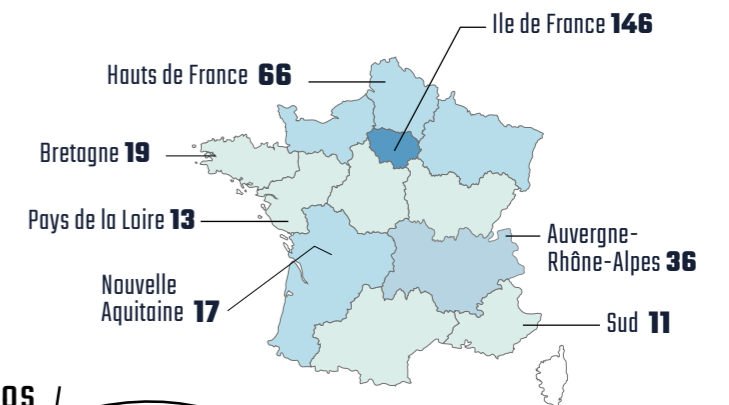 Ile de France 146
Hauts de France 66
Bretagne 19
Pays de la Loire 13
Auvergne-
Rhône-Alpes 36
Nouvelle
Aquitaine 17
Sud 11
OS /